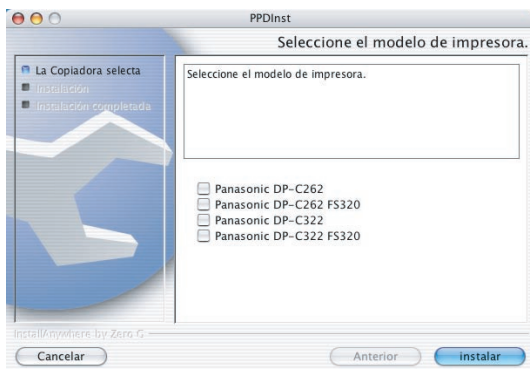 PPDInst
Seleccione el modelo de impresora.
La Copiadora selecta
Instalación
Instalación completada
Seleccione el modelo de impresora.
Panasonic DP-C262
Panasonic DP-C262 FS320
Panasonic DP-C322
Panasonic DP-C322 FS320
InstallAnywhere by Zero G
Cancelar
Anterior
instalar